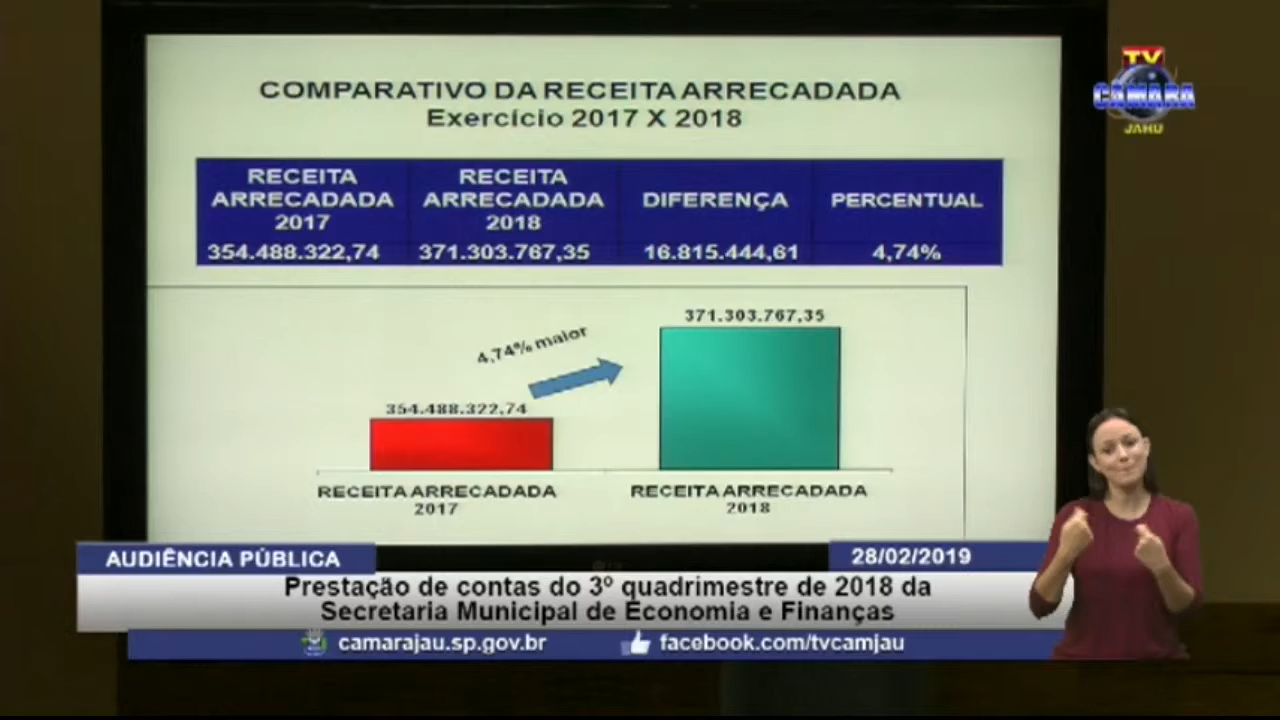 TV
CAMARA
JAHU
COMPARATIVO DA RECEITA ARRECADADA
Exercício 2017 X 2018
RECEITA ARRECADADA 2017
RECEITA ARRECADADA 2018
DIFERENÇA
PERCENTUAL
354.488.322,74 371.303.767,35 16.815.444,61 4,74%
371.303.767,35
4,74% maior
354.488.322,74
RECEITA ARRECADADA
2017
RECEITA ARRECADADA
2018
AUDIÊNCIA PÚBLICA
28/02/2019
Prestação de contas do 3º quadrimestre de 2018 da
Secretaria Municipal de Economia e Finanças
camarajau.sp.gov.br
facebook.com/tvcamjau